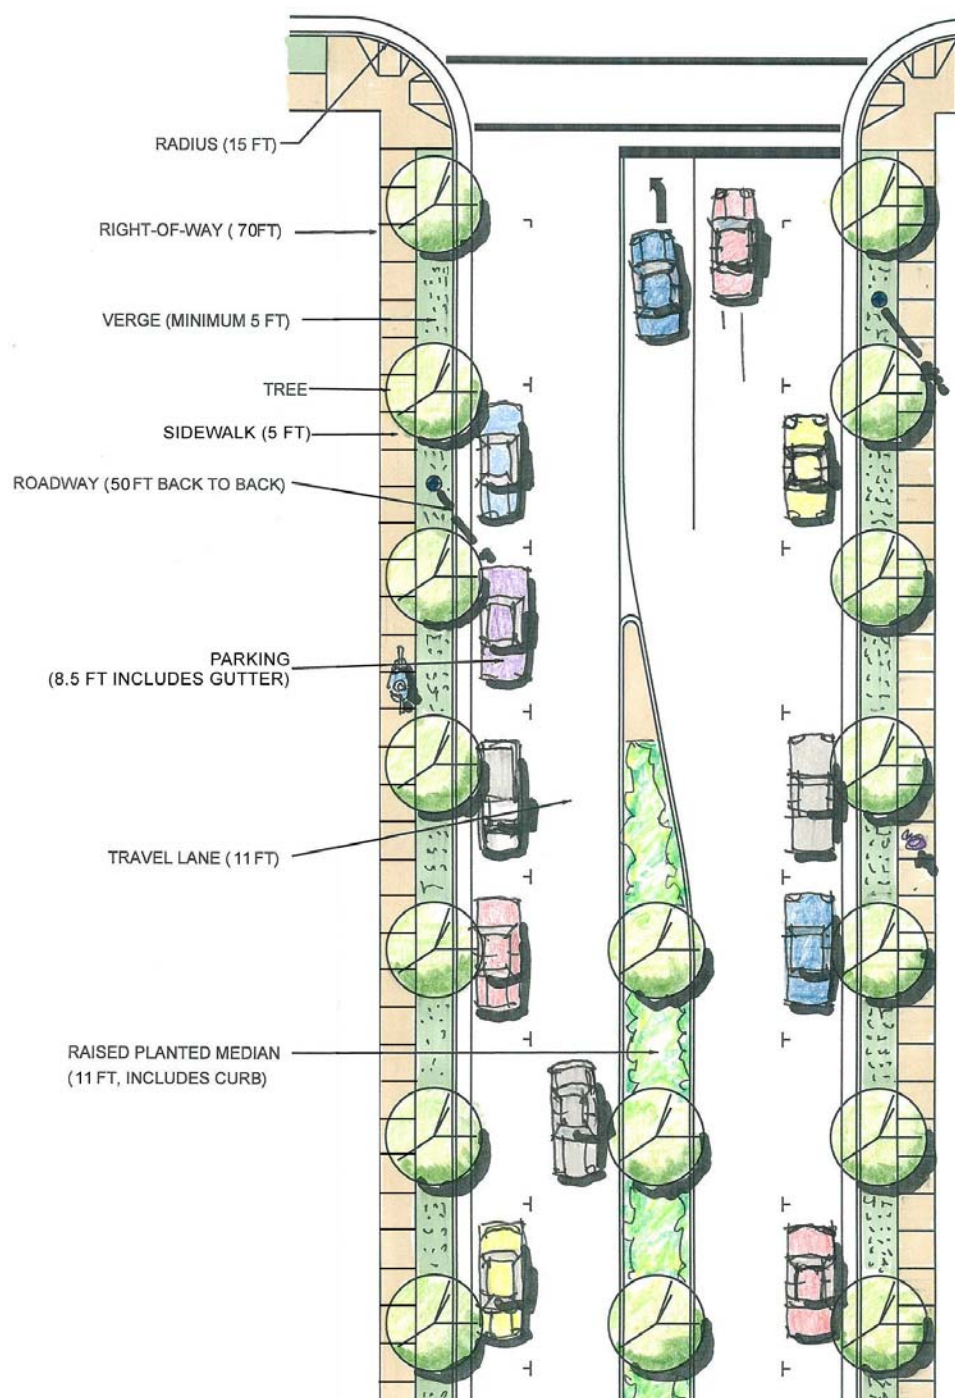 RADIUS (15 FT)
RIGHT-OF-WAY ( 70FT)
VERGE (MINIMUM 5 FT)
TREE
SIDEWALK (5 FT)
ROADWAY (50FT BACK TO BACK)
PARKING
(8.5 FT INCLUDES GUTTER)
TRAVEL LANE (11 FT)
RAISED PLANTED MEDIAN
(11 FT, INCLUDES CURB)